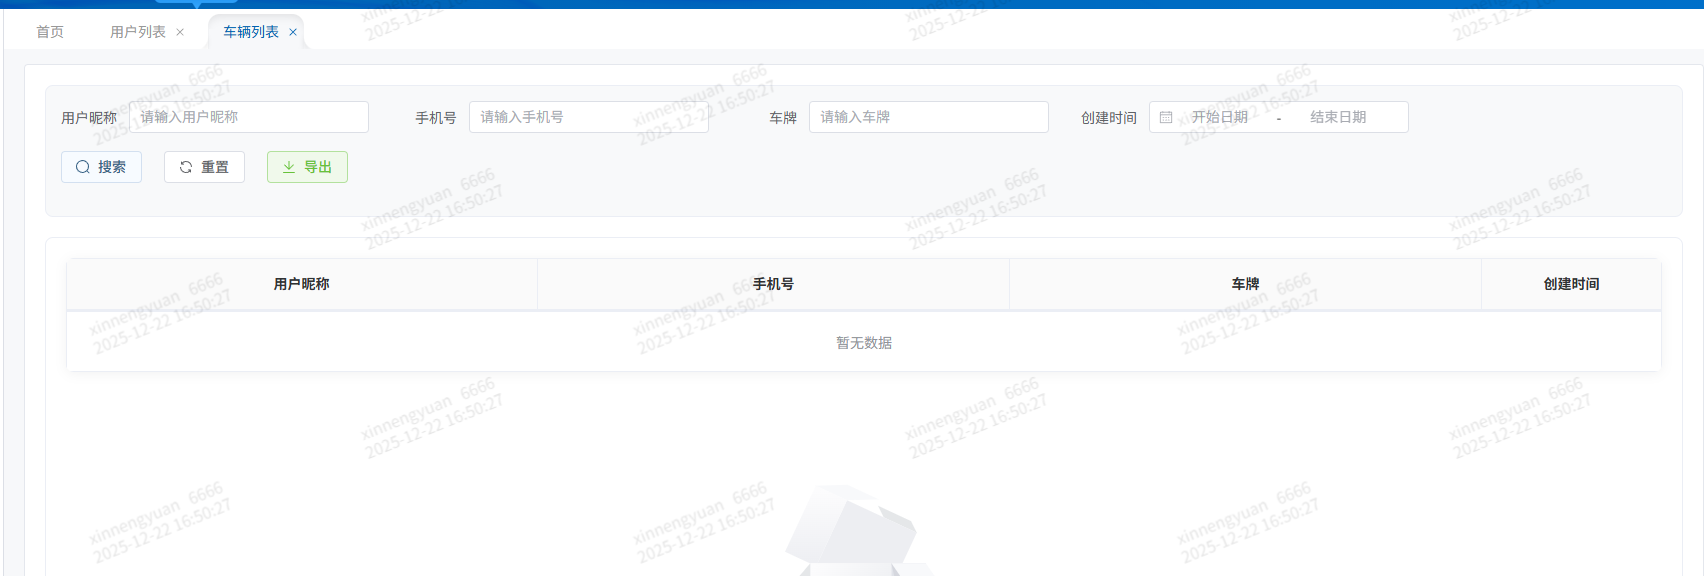 首页 用户列表 × 车辆列表 ×
用户昵称 请输入用户昵称 手机号 请输入手机号 车牌 请输入车牌 创建时间 开始日期 - 结束日期
搜索 重置 导出
用户昵称 手机号 车牌 创建时间
暂无数据
xinnengyuan 6666
2025-12-22 16:50:27